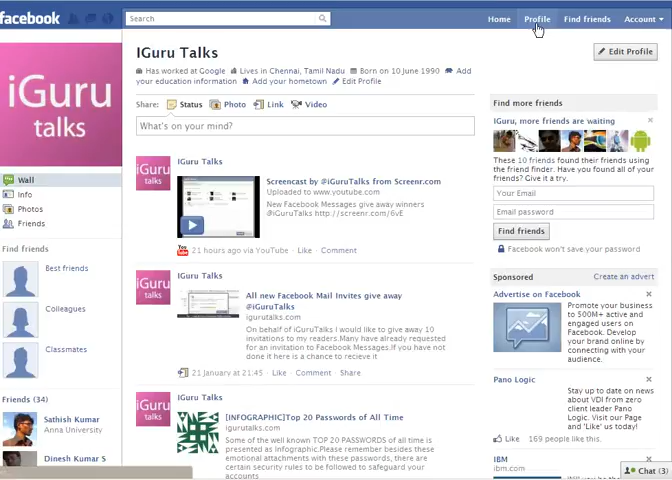 facebook
Search
Home Profile Find friends Account
IGuru Talks
Edit Profile
Has worked at Google Lives in Chennai, Tamil Nadu Born on 10 June 1990 Add
your education information Add your hometown Edit Profile
Share: Status Photo Link Video
What's on your mind?
iGuru
talks
Wall
Info
Photos
Friends
Find friends
Best friends
Colleagues
Classmates
Friends (34)
Sathish Kumar
Anna University
Dinesh Kumar S
iGuru
talks
IGuru Talks
Screencast by @iGuruTalks from Screenr.com
Uploaded to www.youtube.com
New Facebook Messages give away winners
@iGuruTalks http://screenr.com/6vE
21 hours ago via YouTube · Like · Comment
iGuru
talks
IGuru Talks
All new Facebook Mail Invites give away
@iGuruTalks
igurutalks.com
On behalf of iGuruTalks I would like to give away 10
invitations to my readers.Many have already requested
for an invitation to Facebook Messages.If you have not
done it here is a chance to recieve it
21 January at 21:45 · Like · Comment · Share
iGuru
talks
IGuru Talks
[INFOGRAPHIC]Top 20 Passwords of All Time
igurutalks.com
Some of the well known TOP 20 PASSWORDS of all time is
presented as Infographic.Please remember besides these
emotional attachments with these passwords, there are
certain security rules to be followed to safeguard your
accounts
Find more friends
IGuru, more friends are waiting
These 10 friends found their friends using
the friend finder. Have you found all of your
friends? Give it a try.
Your Email
Email password
Find friends
Facebook won't save your password
Sponsored Create an advert
Advertise on Facebook
Promote your business
to 500M+ active and
engaged users on
Facebook. Develop
your brand online by
connecting with your
audience.
Pano Logic
Stay up to date on news
about VDI from zero
client leader Pano
Logic. Visit our Page
and 'Like' us today!
Like 169 people like this.
IBM
ibm.com
Chat (3)